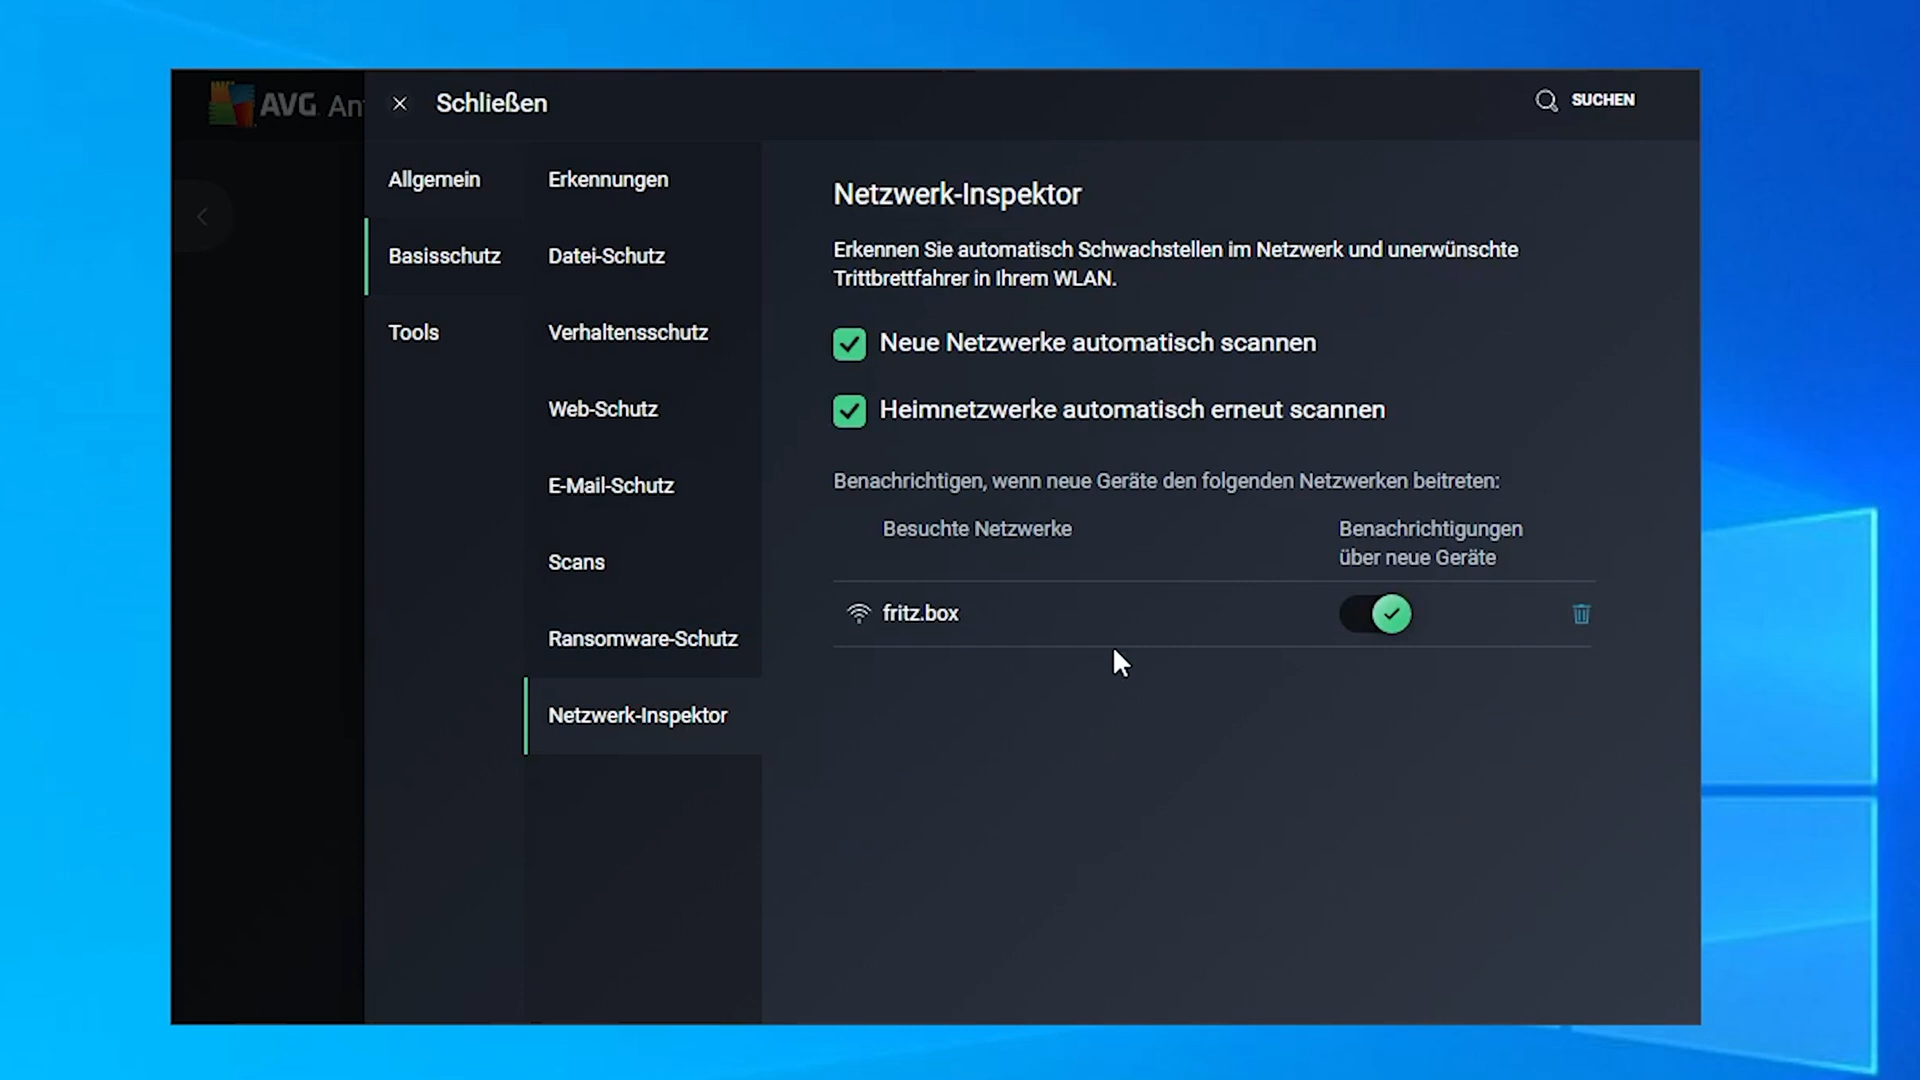 AVG
Schließen
SUCHEN
Allgemein
Basisschutz
Tools
Erkennungen
Datei-Schutz
Verhaltensschutz
Web-Schutz
E-Mail-Schutz
Scans
Ransomware-Schutz
Netzwerk-Inspektor
Netzwerk-Inspektor
Erkennen Sie automatisch Schwachstellen im Netzwerk und unerwünschte
Trittbrettfahrer in Ihrem WLAN.
Neue Netzwerke automatisch scannen
Heimnetzwerke automatisch erneut scannen
Benachrichtigen, wenn neue Geräte den folgenden Netzwerken beitreten:
Besuchte Netzwerke
Benachrichtigungen
über neue Geräte
fritz.box